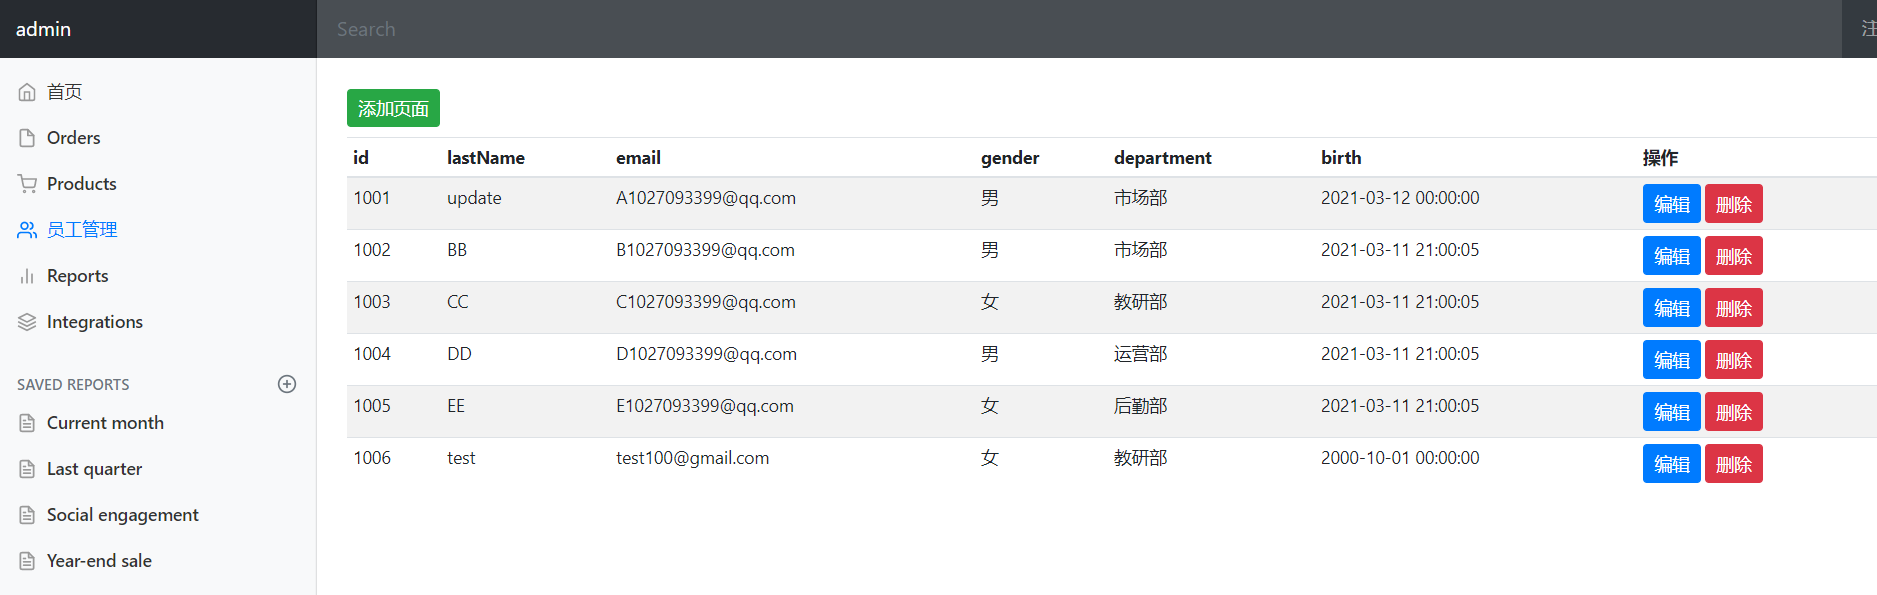 admin
Search
注
首页
Orders
Products
员工管理
Reports
Integrations
SAVED REPORTS
Current month
Last quarter
Social engagement
Year-end sale
添加页面
id lastName email gender department birth 操作
1001 update A1027093399@qq.com 男 市场部 2021-03-12 00:00:00 编辑 删除
1002 BB B1027093399@qq.com 男 市场部 2021-03-11 21:00:05 编辑 删除
1003 CC C1027093399@qq.com 女 教研部 2021-03-11 21:00:05 编辑 删除
1004 DD D1027093399@qq.com 男 运营部 2021-03-11 21:00:05 编辑 删除
1005 EE E1027093399@qq.com 女 后勤部 2021-03-11 21:00:05 编辑 删除
1006 test test100@gmail.com 女 教研部 2000-10-01 00:00:00 编辑 删除